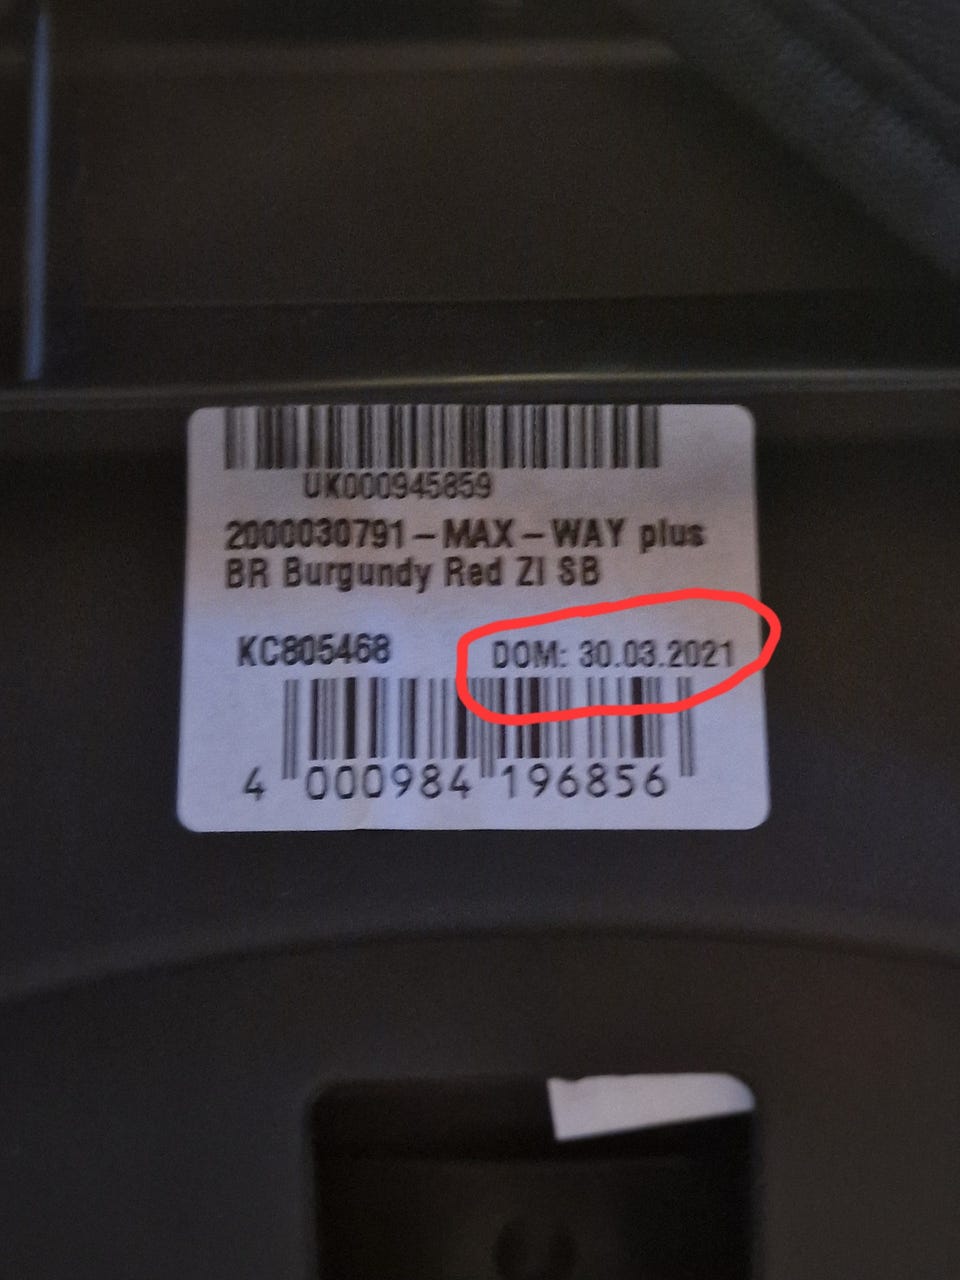 UK000945859
2000030791-MAX-WAY plus
BR Burgundy Red ZI SB
KC805468 DOM: 30.03.2021
4 000984 196856